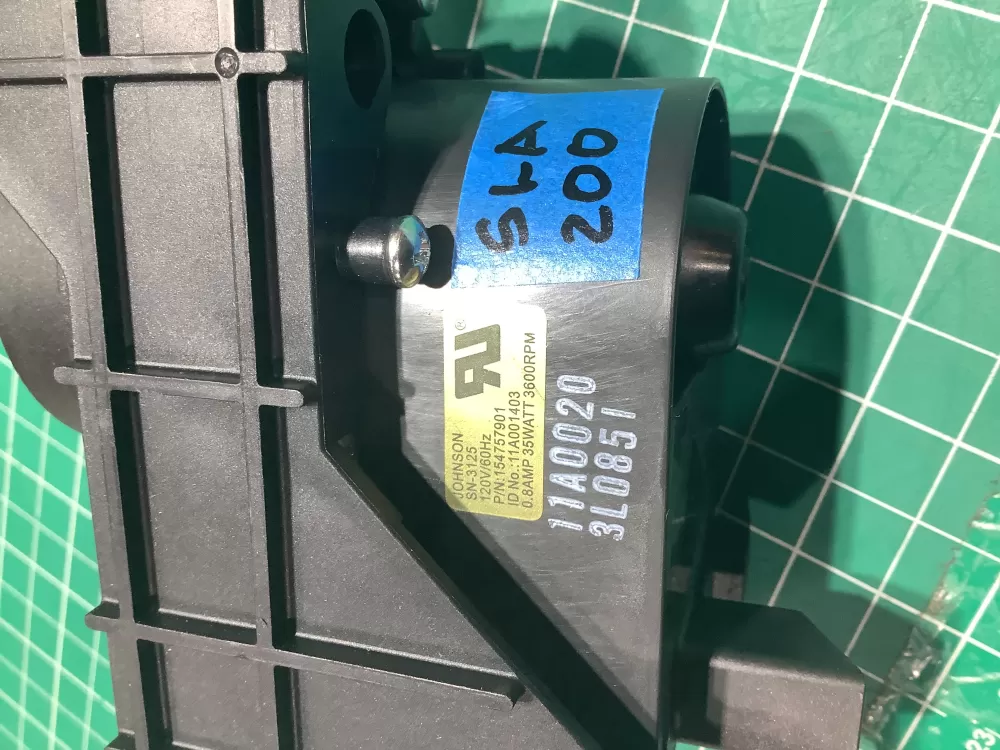 SLA
200
JOHNSON
SN-3125
120V/60Hz
P/N:154757901
ID No.:11A001403
0.8AMP 35WATT 3600RPM
11A0020
3L0851